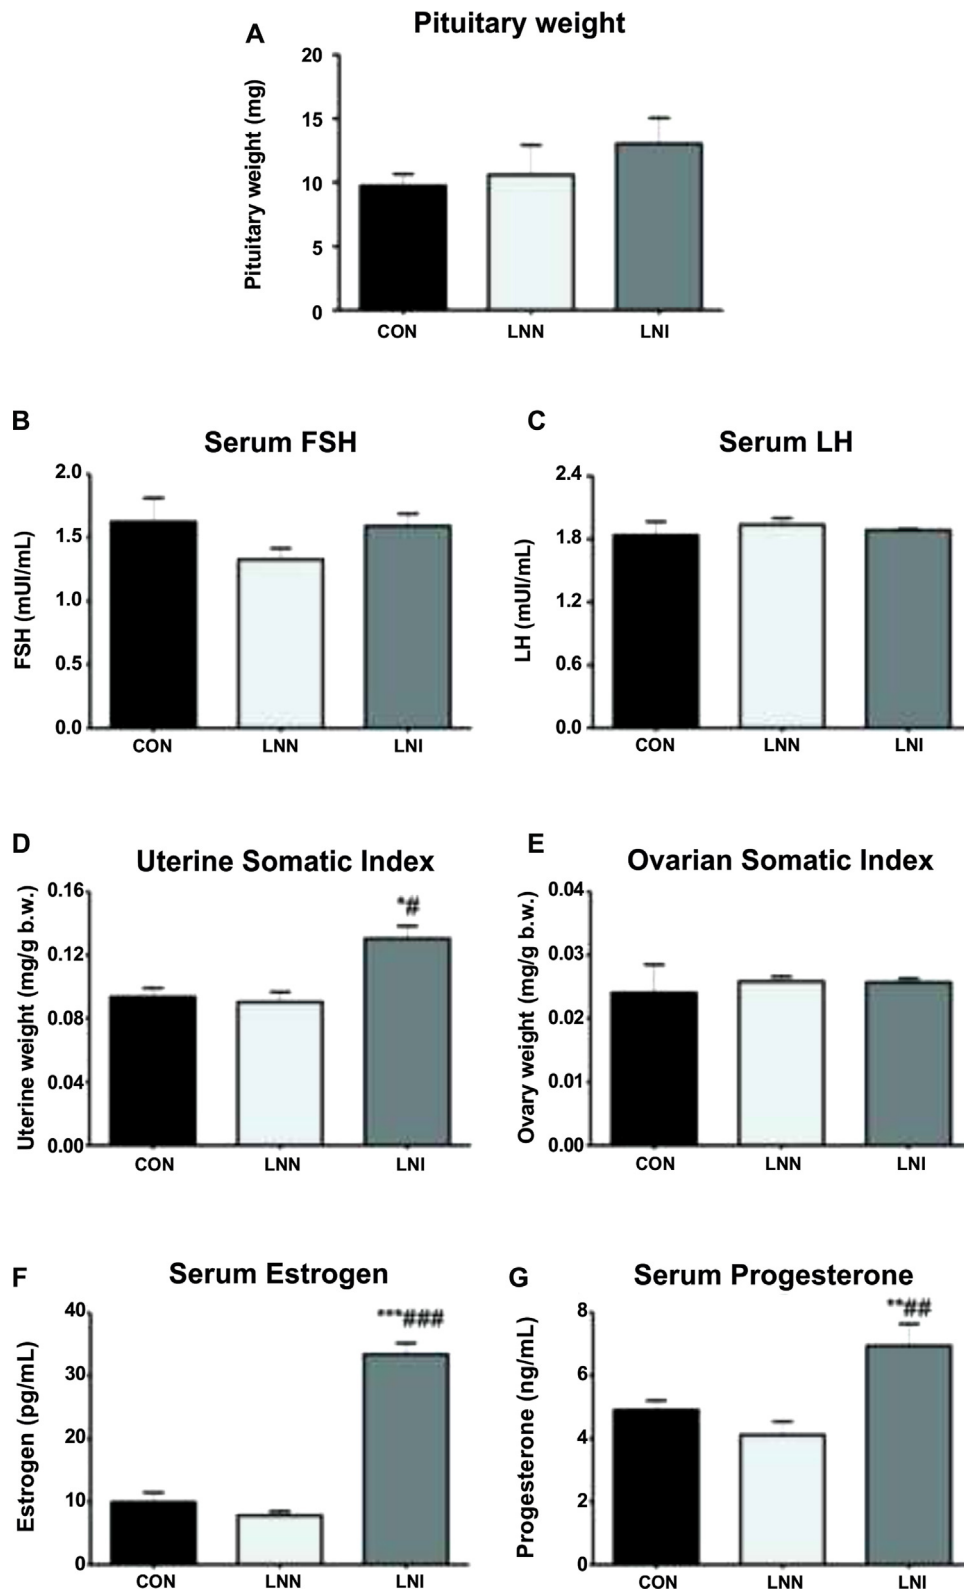 A
Pituitary weight
Pituitary weight (mg)
20
15
10
5
0
CON LNN LNI
B
Serum FSH
FSH (mUI/mL)
2.0
1.5
1.0
0.5
0.0
CON LNN LNI
C
Serum LH
LH (mUI/mL)
2.4
1.8
1.2
0.6
0.0
CON LNN LNI
D
Uterine Somatic Index
Uterine weight (mg/g b.w.)
0.16
0.12
0.08
0.04
0.00
*#
CON LNN LNI
E
Ovarian Somatic Index
Ovary weight (mg/g b.w.)
0.04
0.03
0.02
0.01
0.00
CON LNN LNI
F
Serum Estrogen
Estrogen (pg/mL)
40
30
20
10
0
***###
CON LNN LNI
G
Serum Progesterone
Progesterone (ng/mL)
8
6
4
2
0
**##
CON LNN LNI